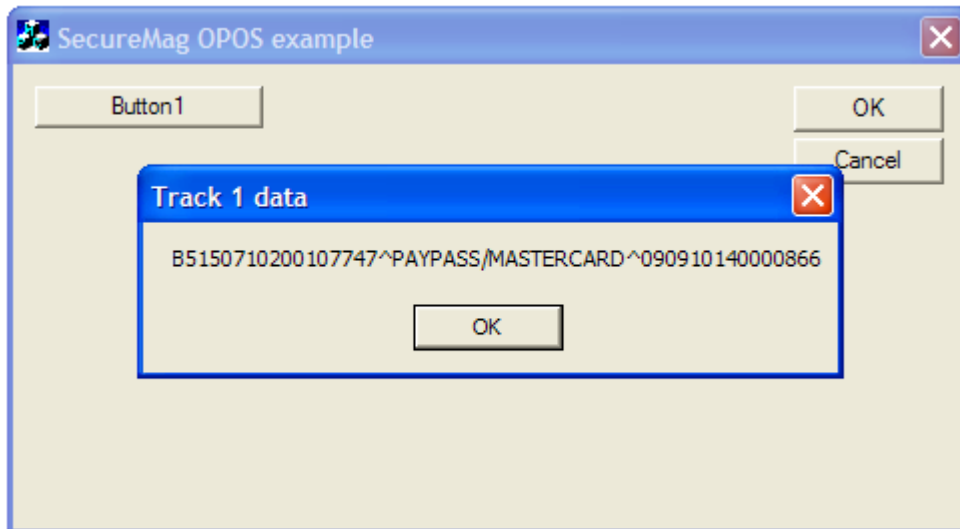 SecureMag OPOS example
Button1
OK
Cancel
Track 1 data
B5150710200107747^PAYPASS/MASTERCARD^090910140000866
OK